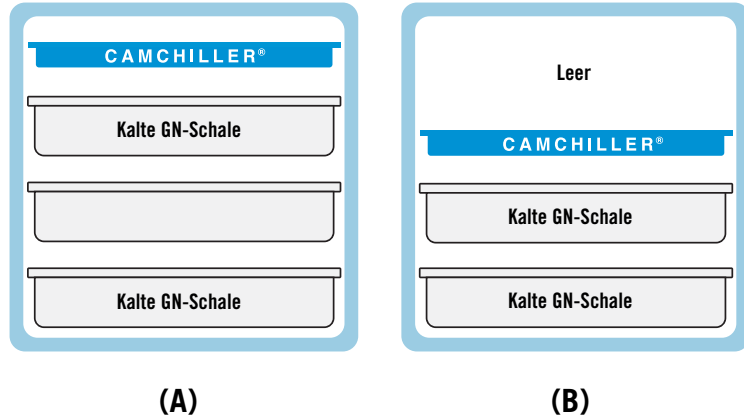 CAMCHILLER®
Kalte GN-Schale
Kalte GN-Schale
(A)
Leer
CAMCHILLER®
Kalte GN-Schale
Kalte GN-Schale
(B)